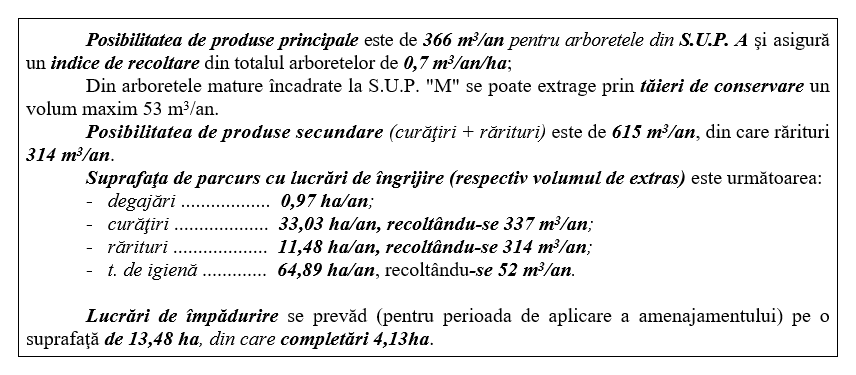 Posibilitatea de produse principale este de 366 m³/an pentru arboretele din S.U.P. A şi asigură
un indice de recoltare din totalul arboretelor de 0,7 m³/an/ha;
Din arboretele mature încadrate la S.U.P. "M" se poate extrage prin tăieri de conservare un
volum maxim 53 m³/an.
Posibilitatea de produse secundare (curăţiri + rărituri) este de 615 m³/an, din care rărituri
314 m³/an.
Suprafaţa de parcurs cu lucrări de îngrijire (respectiv volumul de extras) este următoarea:
- degajări .................. 0,97 ha/an;
- curăţiri ................... 33,03 ha/an, recoltându-se 337 m³/an;
- rărituri ................... 11,48 ha/an, recoltându-se 314 m³/an;
- t. de igienă ............. 64,89 ha/an, recoltându-se 52 m³/an.
Lucrări de împădurire se prevăd (pentru perioada de aplicare a amenajamentului) pe o
suprafaţă de 13,48 ha, din care completări 4,13ha.